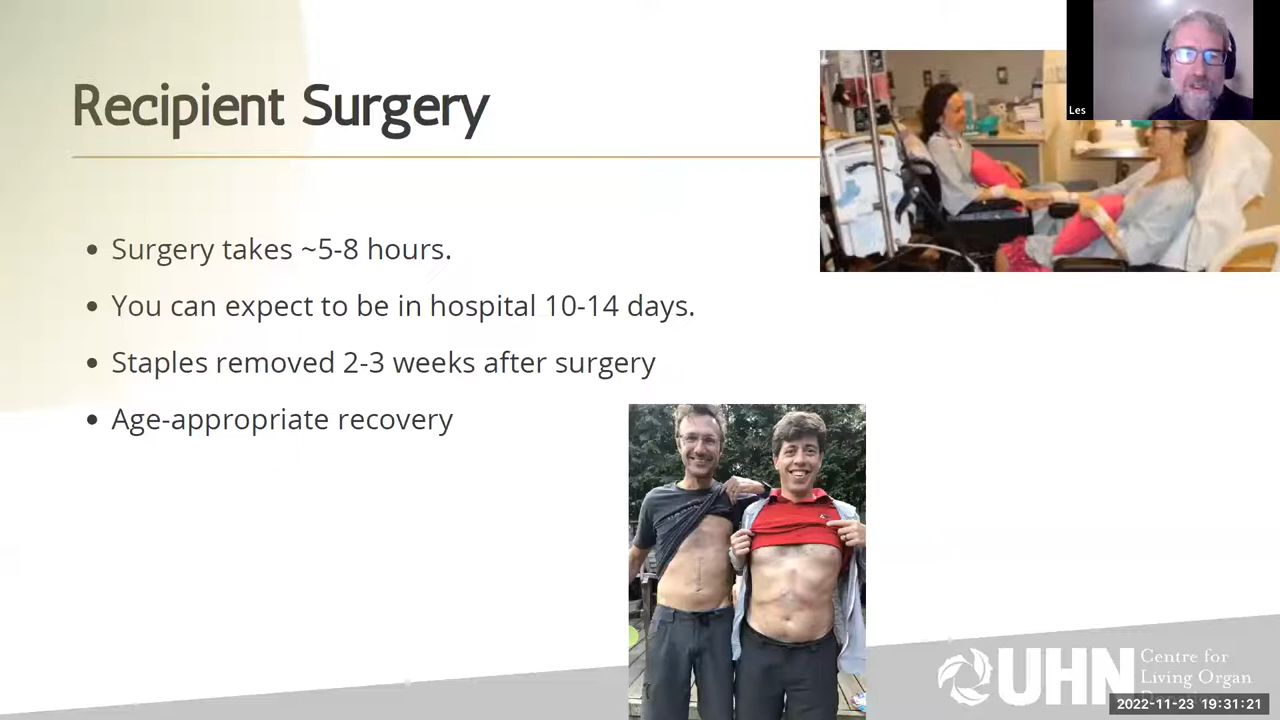 Recipient Surgery
Les
• Surgery takes ~5-8 hours.
• You can expect to be in hospital 10-14 days.
• Staples removed 2-3 weeks after surgery
• Age-appropriate recovery
UHN
Centre for
Living Organ
2022-11-23 19:31:21